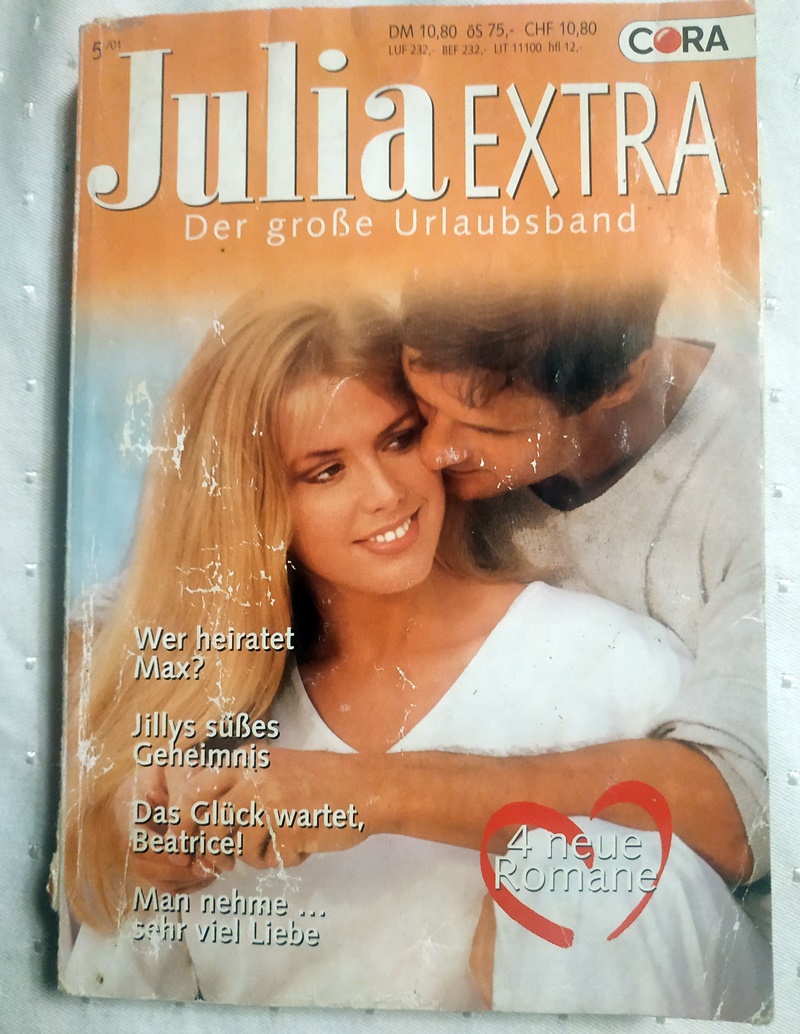 5/01
DM 10,80 öS 75,- CHF 10,80
LUF 232,- BEF 232,- LIT 11100 hfl 12,-
CORA
Julia EXTRA
Der große Urlaubsband
Wer heiratet
Max?
Jillys süßes
Geheimnis
Das Glück wartet,
Beatrice!
Man nehme ...
sehr viel Liebe
4 neue
Romane